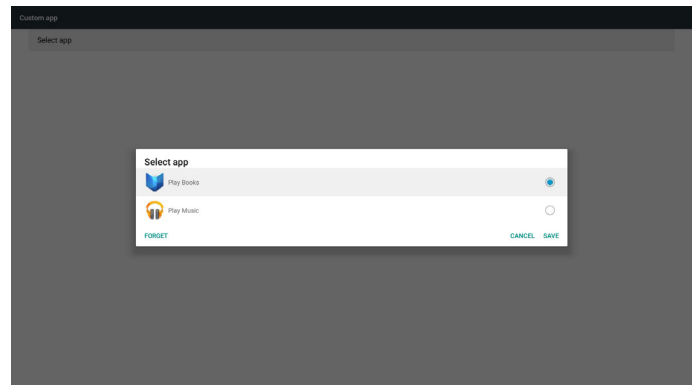 Custom app
Select app
Select app
Play Books
Play Music
FORGET CANCEL SAVE